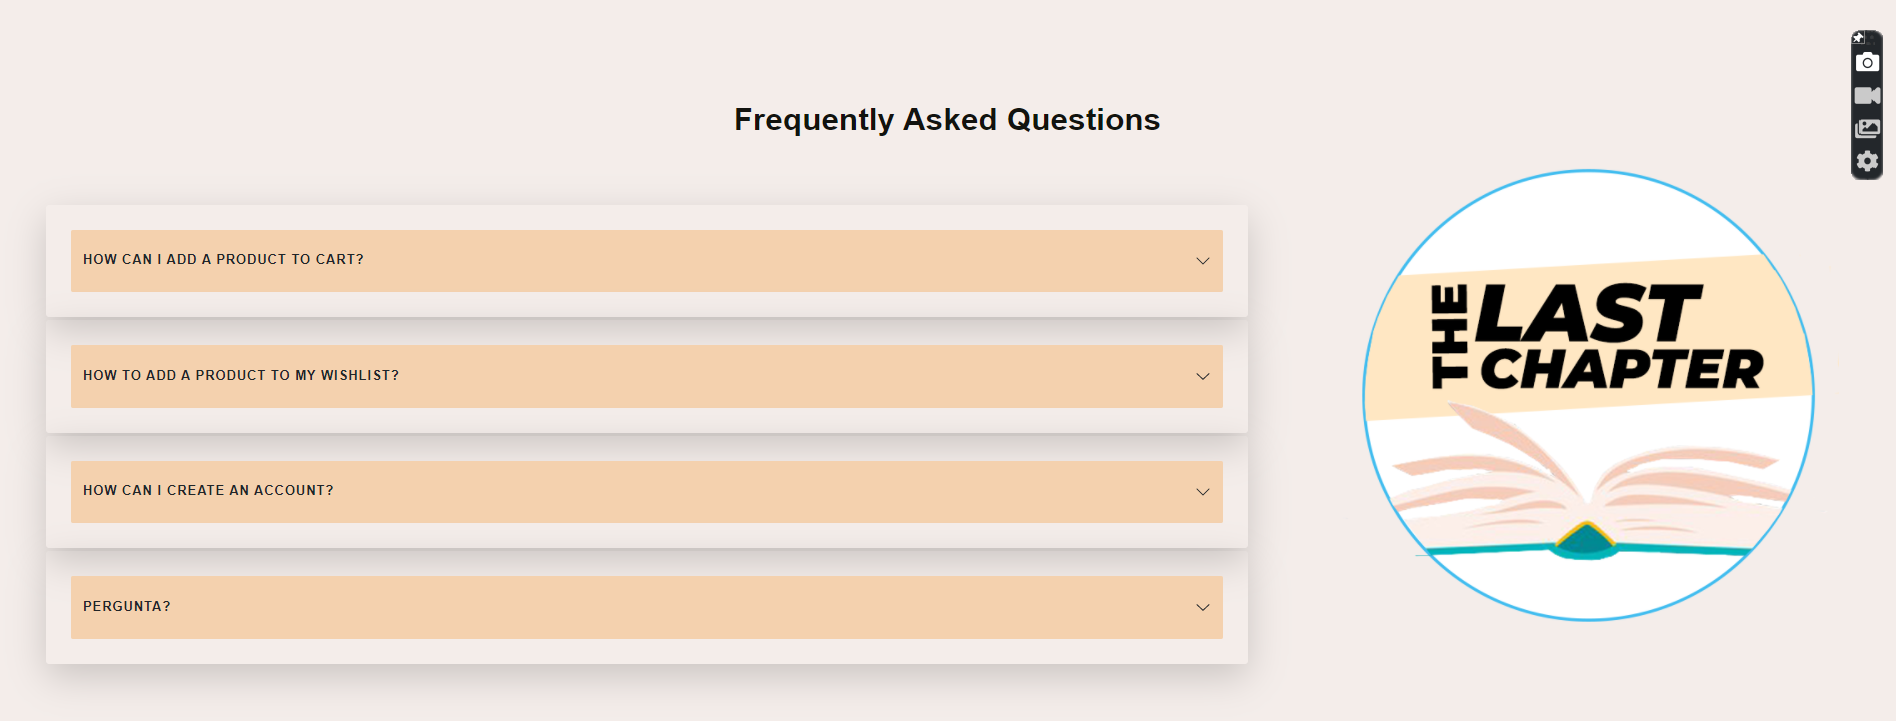 Frequently Asked Questions
HOW CAN I ADD A PRODUCT TO CART?
HOW TO ADD A PRODUCT TO MY WISHLIST?
HOW CAN I CREATE AN ACCOUNT?
PERGUNTA?
THE LAST
CHAPTER